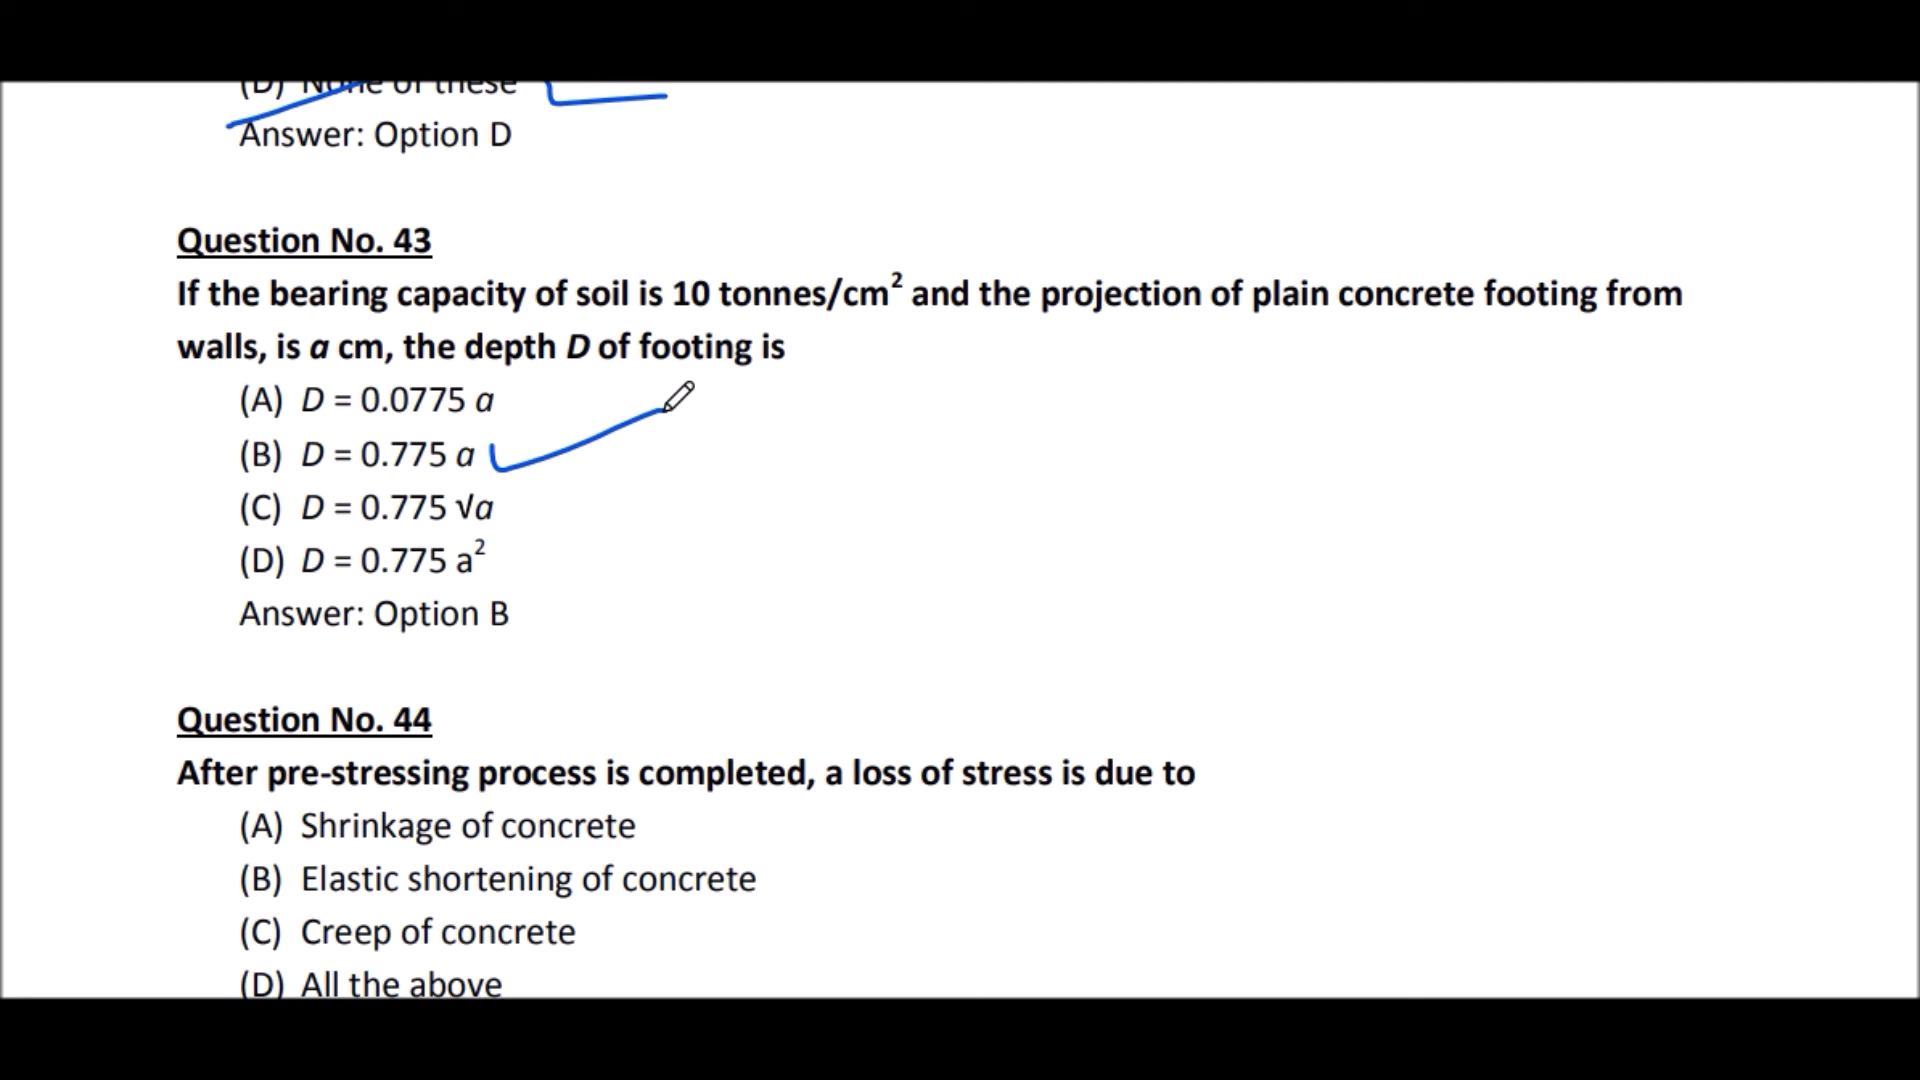 (D) None of these
Answer: Option D
Question No. 43
If the bearing capacity of soil is 10 tonnes/cm² and the projection of plain concrete footing from
walls, is a cm, the depth D of footing is
(A) D = 0.0775 a
(B) D = 0.775 a
(C) D = 0.775 √a
(D) D = 0.775 a²
Answer: Option B
Question No. 44
After pre-stressing process is completed, a loss of stress is due to
(A) Shrinkage of concrete
(B) Elastic shortening of concrete
(C) Creep of concrete
(D) All the above